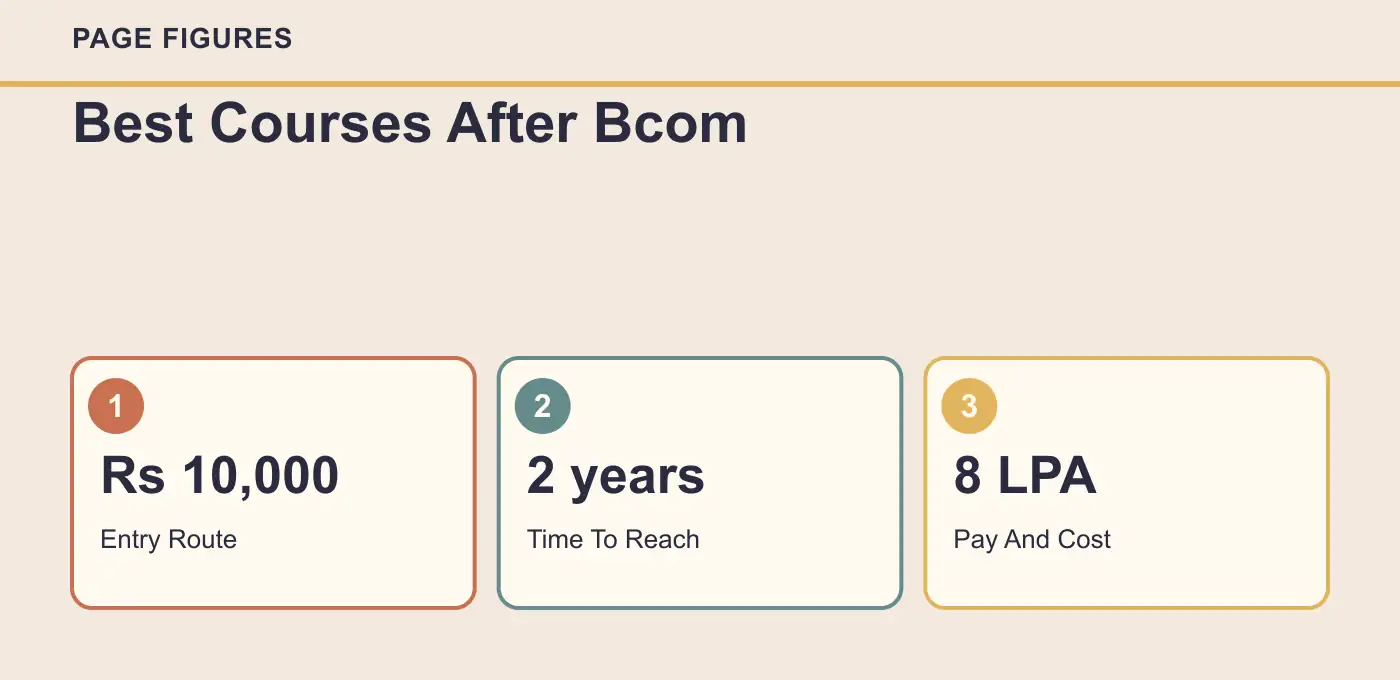 PAGE FIGURES
Best Courses After Bcom
1
Rs 10,000
Entry Route
2
2 years
Time To Reach
3
8 LPA
Pay And Cost